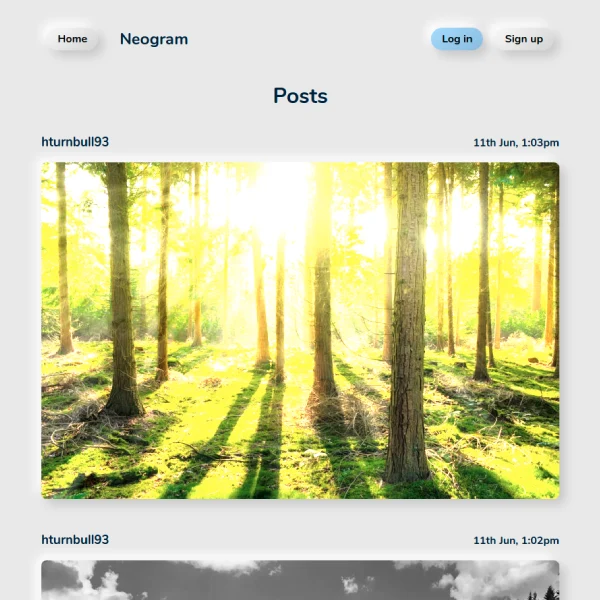 Home Neogram Log in Sign up
Posts
hturnbull93 11th Jun, 1:03pm
hturnbull93 11th Jun, 1:02pm